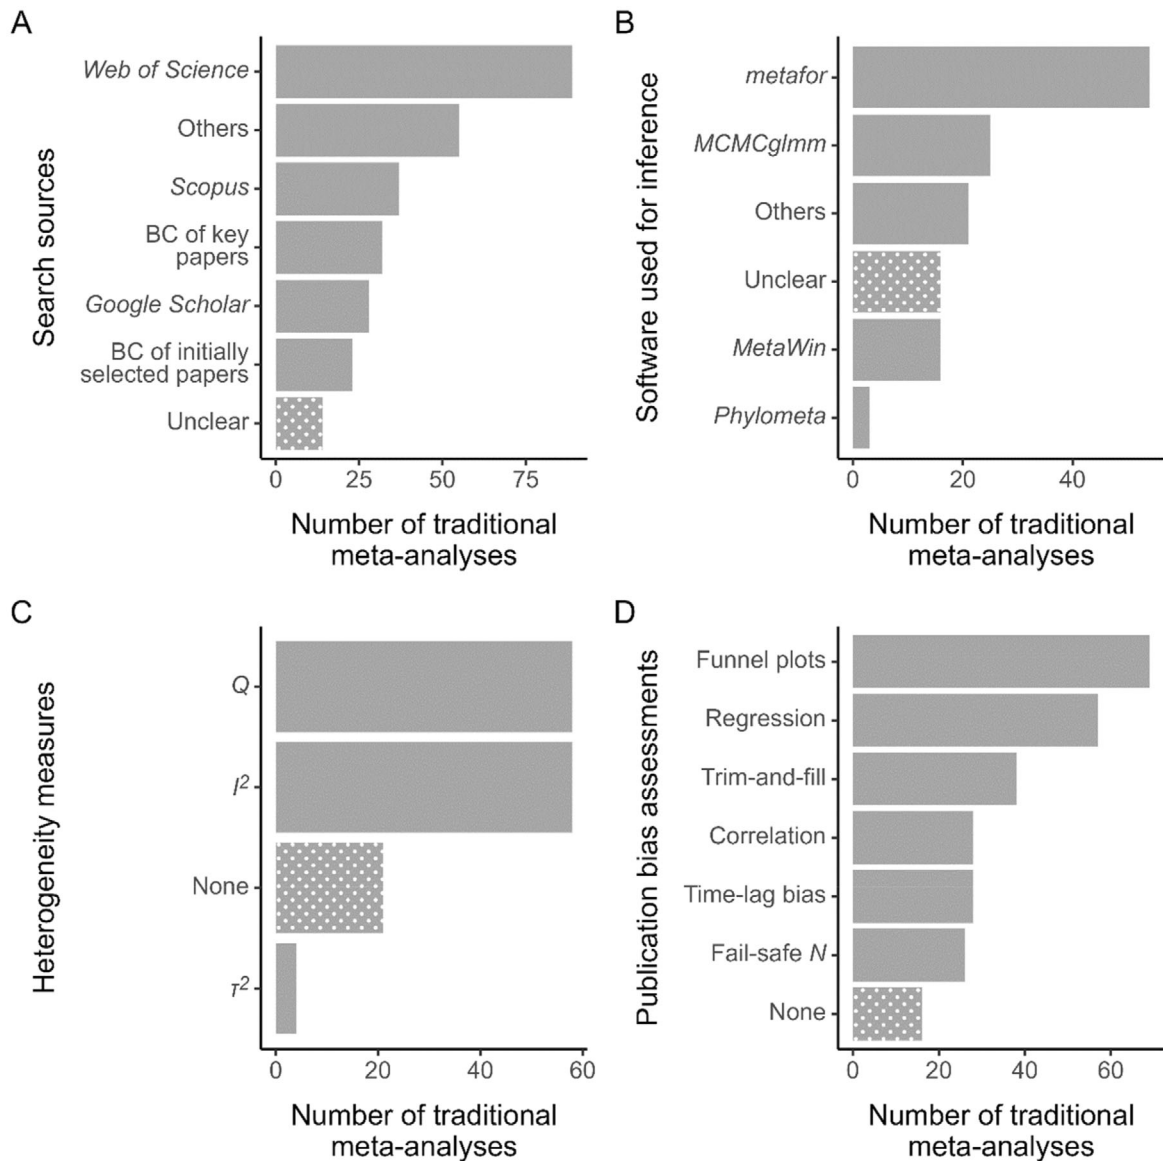 A
Search sources
Web of Science
Others
Scopus
BC of key
papers
Google Scholar
BC of initially
selected papers
Unclear
0 25 50 75
Number of traditional
meta-analyses
B
Software used for inference
metafor
MCMCglmm
Others
Unclear
MetaWin
Phylometa
0 20 40
Number of traditional
meta-analyses
C
Heterogeneity measures
Q
I²
None
τ²
0 20 40 60
Number of traditional
meta-analyses
D
Publication bias assessments
Funnel plots
Regression
Trim-and-fill
Correlation
Time-lag bias
Fail-safe N
None
0 20 40 60
Number of traditional
meta-analyses